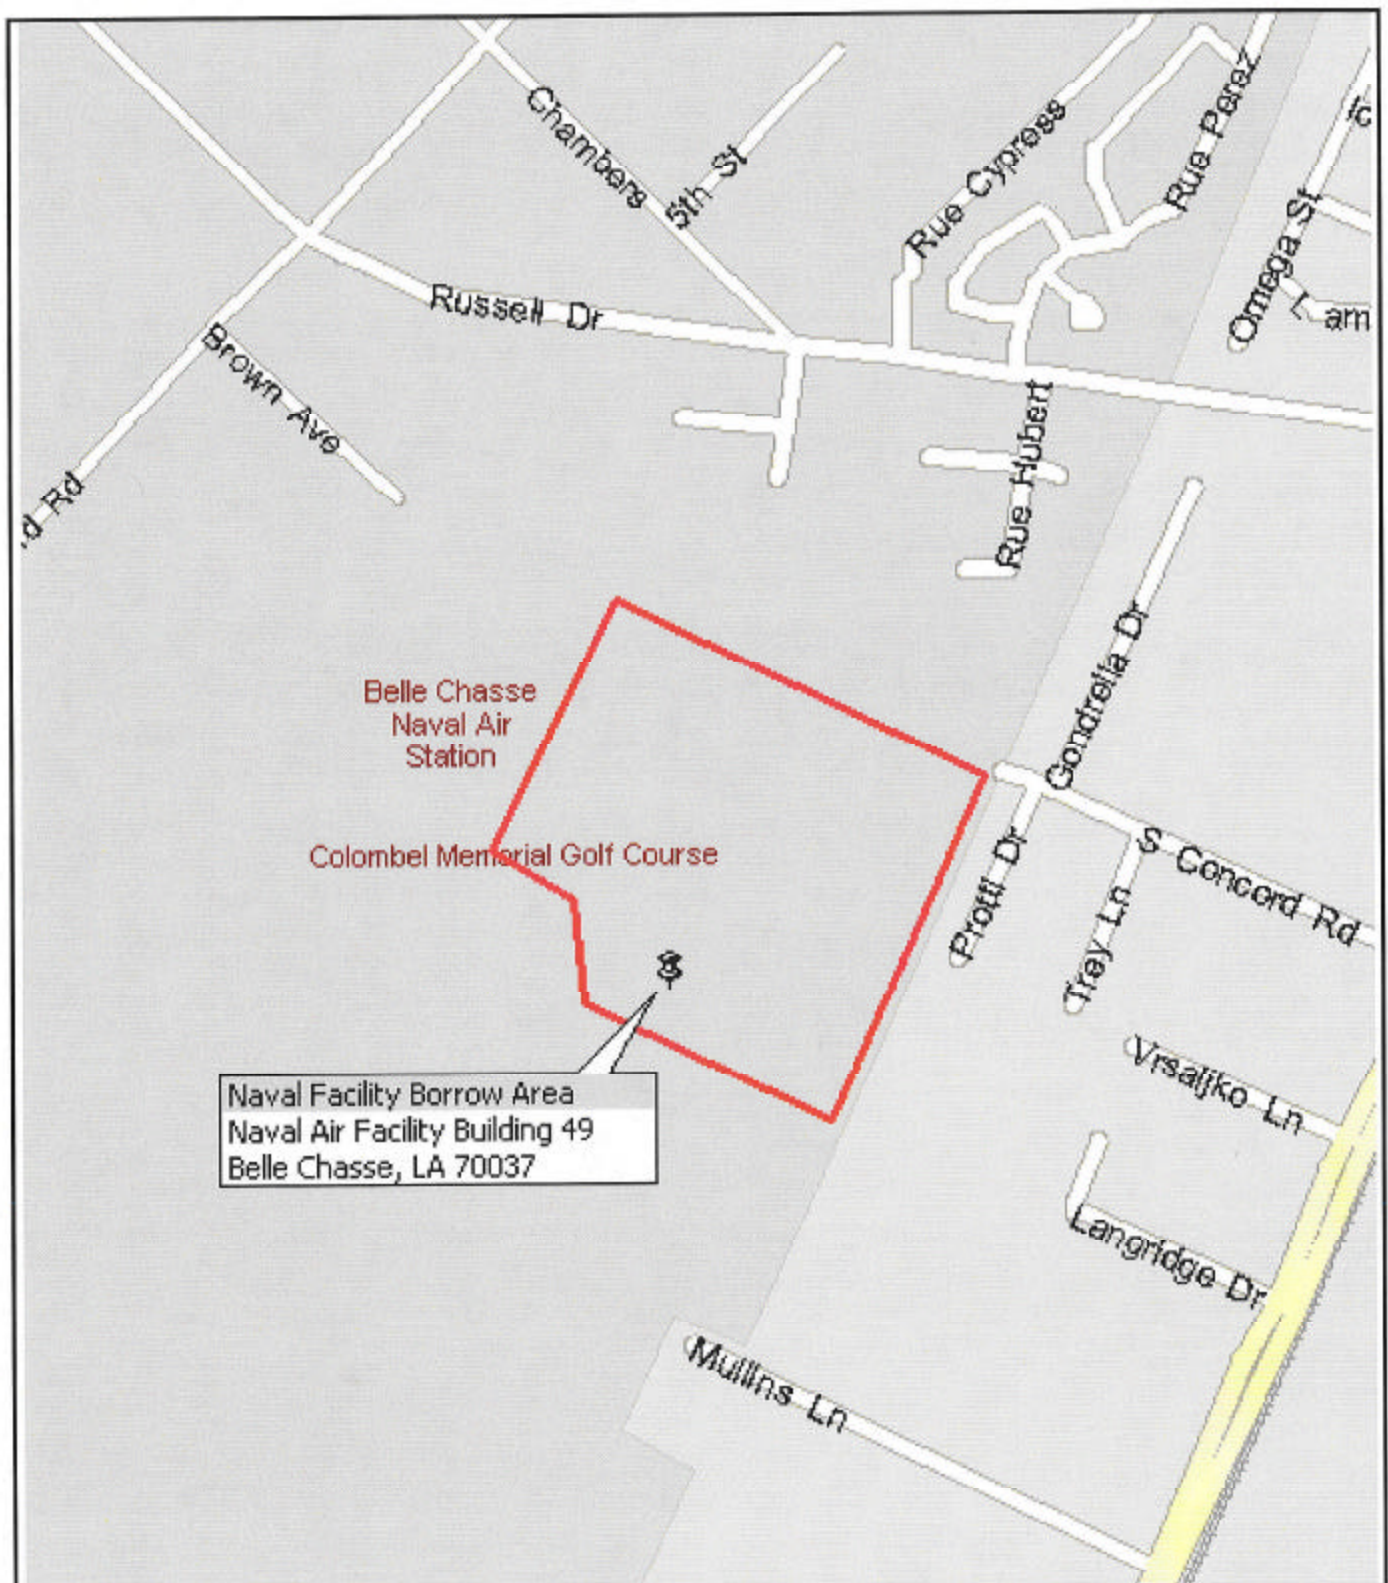 Chambers
5th St
Rue Cypress
Rue Perez
Omega St
Russell Dr
Brown Ave
Rue Hubert
Rd
Gondrella Dr
Belle Chasse
Naval Air
Station
Colombel Memorial Golf Course
Protti Dr
Trey Ln
S Concord Rd
Vrsaljko Ln
Naval Facility Borrow Area
Naval Air Facility Building 49
Belle Chasse, LA 70037
Langridge Dr
Mullins Ln